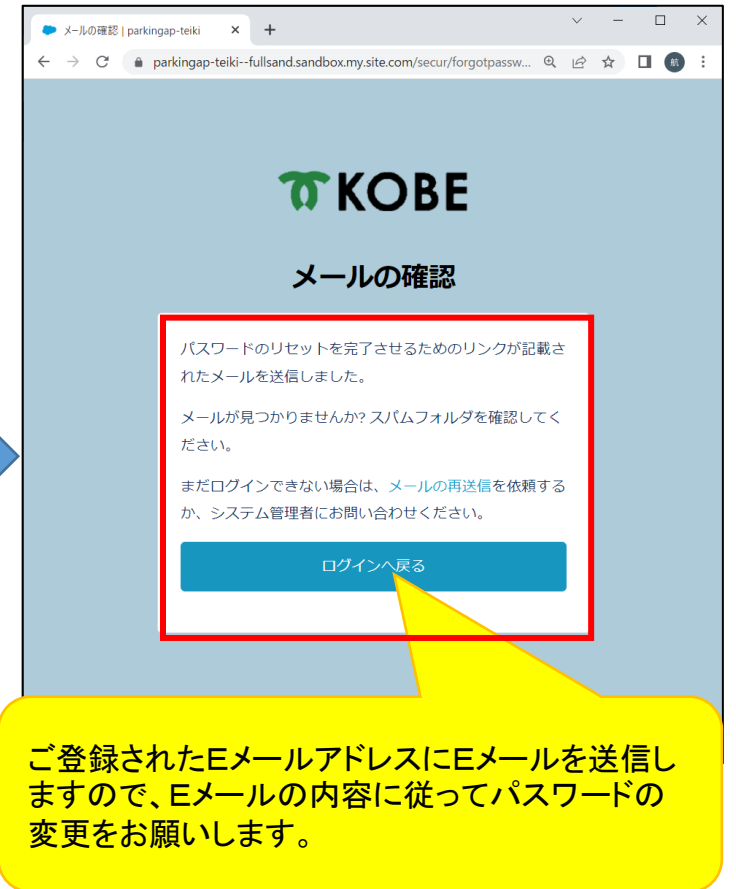 メールの確認 | parkingap-teiki
parkingap-teiki--fullsand.sandbox.my.site.com/secur/forgotpassw...
航
KOBE
メールの確認
パスワードのリセットを完了させるためのリンクが記載さ
れたメールを送信しました。
メールが見つかりませんか? スパムフォルダを確認してく
ださい。
まだログインできない場合は、メールの再送信を依頼する
か、システム管理者にお問い合わせください。
ログインへ戻る
ご登録されたEメールアドレスにEメールを送信し
ますので、Eメールの内容に従ってパスワードの
変更をお願いします。